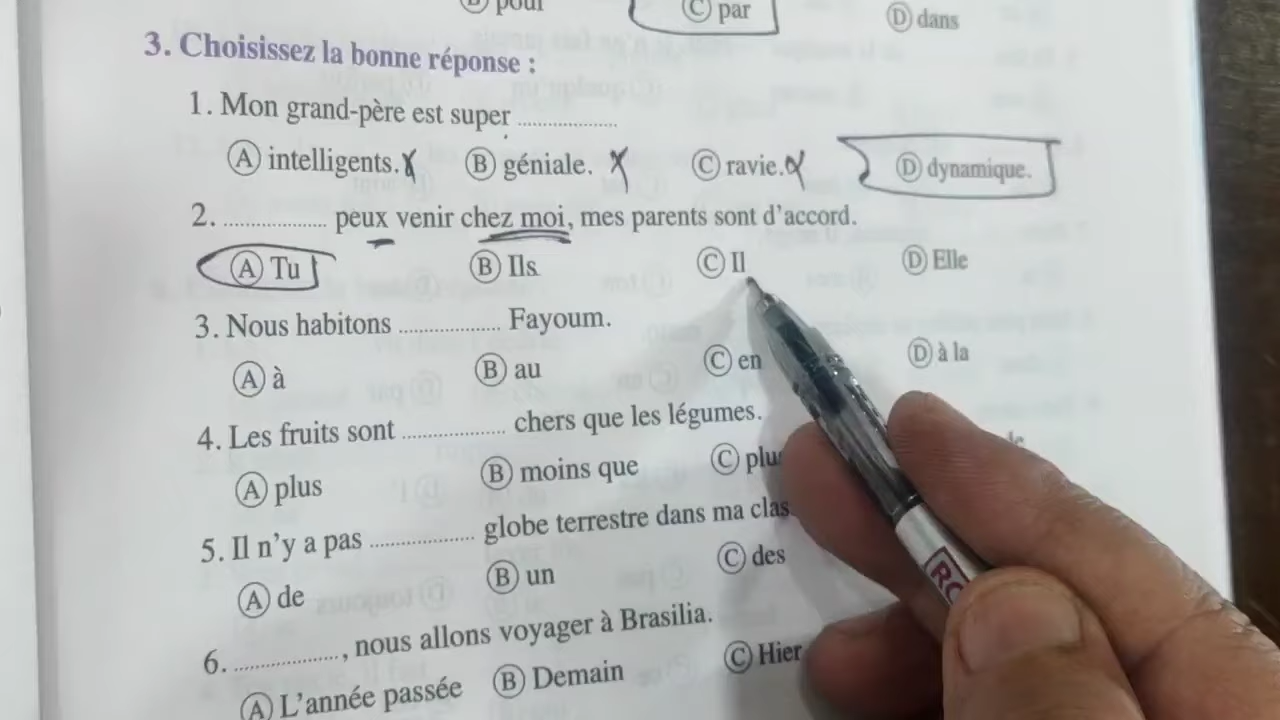 B pour C par D dans
3. Choisissez la bonne réponse :
1. Mon grand-père est super ....................
A intelligents. B géniale. C ravie. D dynamique.
2. .................... peux venir chez moi, mes parents sont d'accord.
A Tu B Ils C Il D Elle
3. Nous habitons .................... Fayoum.
A à B au C en D à la
4. Les fruits sont .................... chers que les légumes.
A plus B moins que C plu
5. Il n'y a pas .................... globe terrestre dans ma clas
A de B un C des
6. ...................., nous allons voyager à Brasilia.
A L'année passée B Demain C Hier